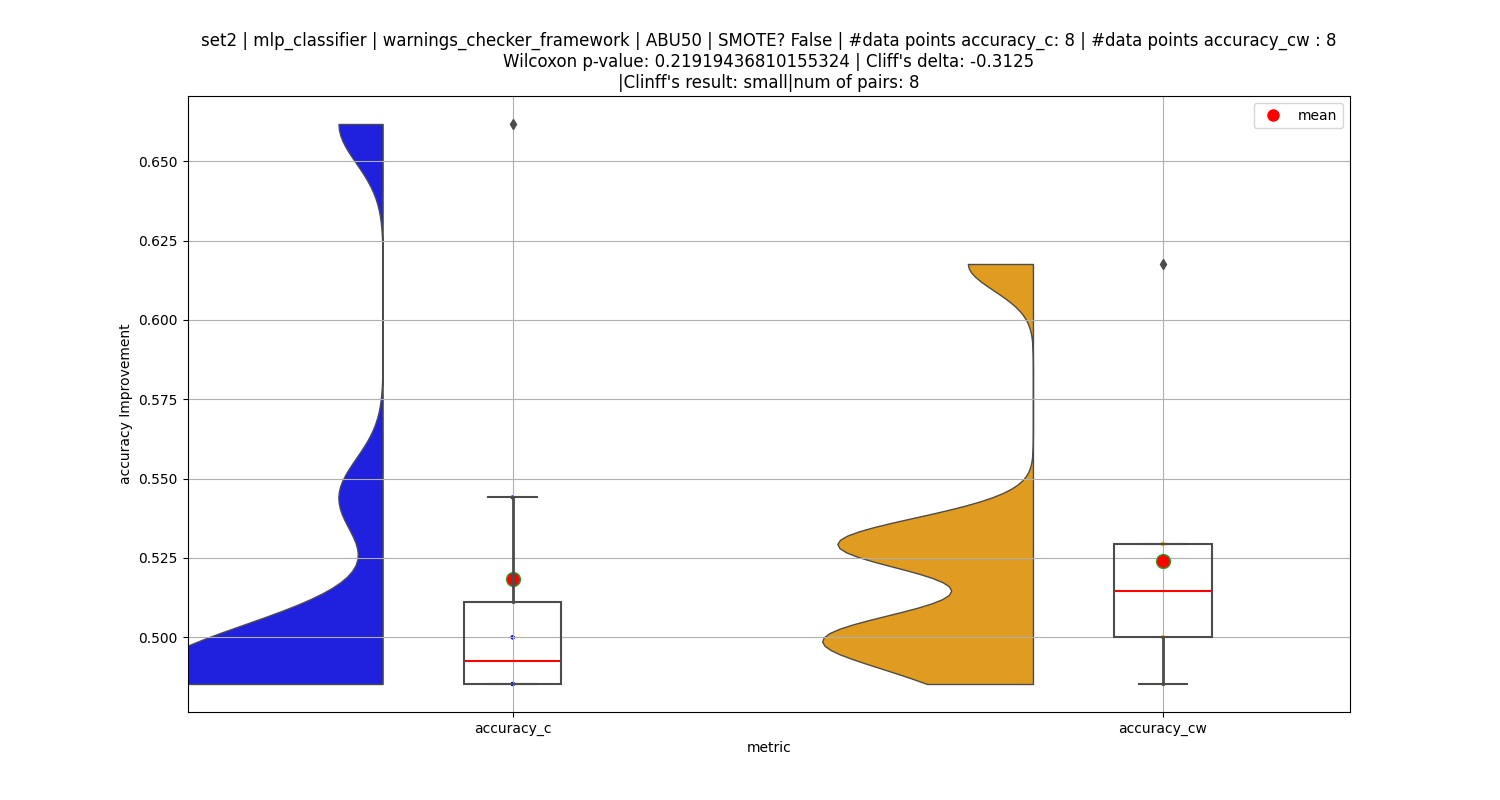 set2 | mlp_classifier | warnings_checker_framework | ABU50 | SMOTE? False | #data points accuracy_c: 8 | #data points accuracy_cw : 8
Wilcoxon p-value: 0.21919436810155324 | Cliff's delta: -0.3125
|Clinff's result: small|num of pairs: 8
mean
0.650
0.625
0.600
0.575
0.550
0.525
0.500
accuracy Improvement
accuracy_c
accuracy_cw
metric